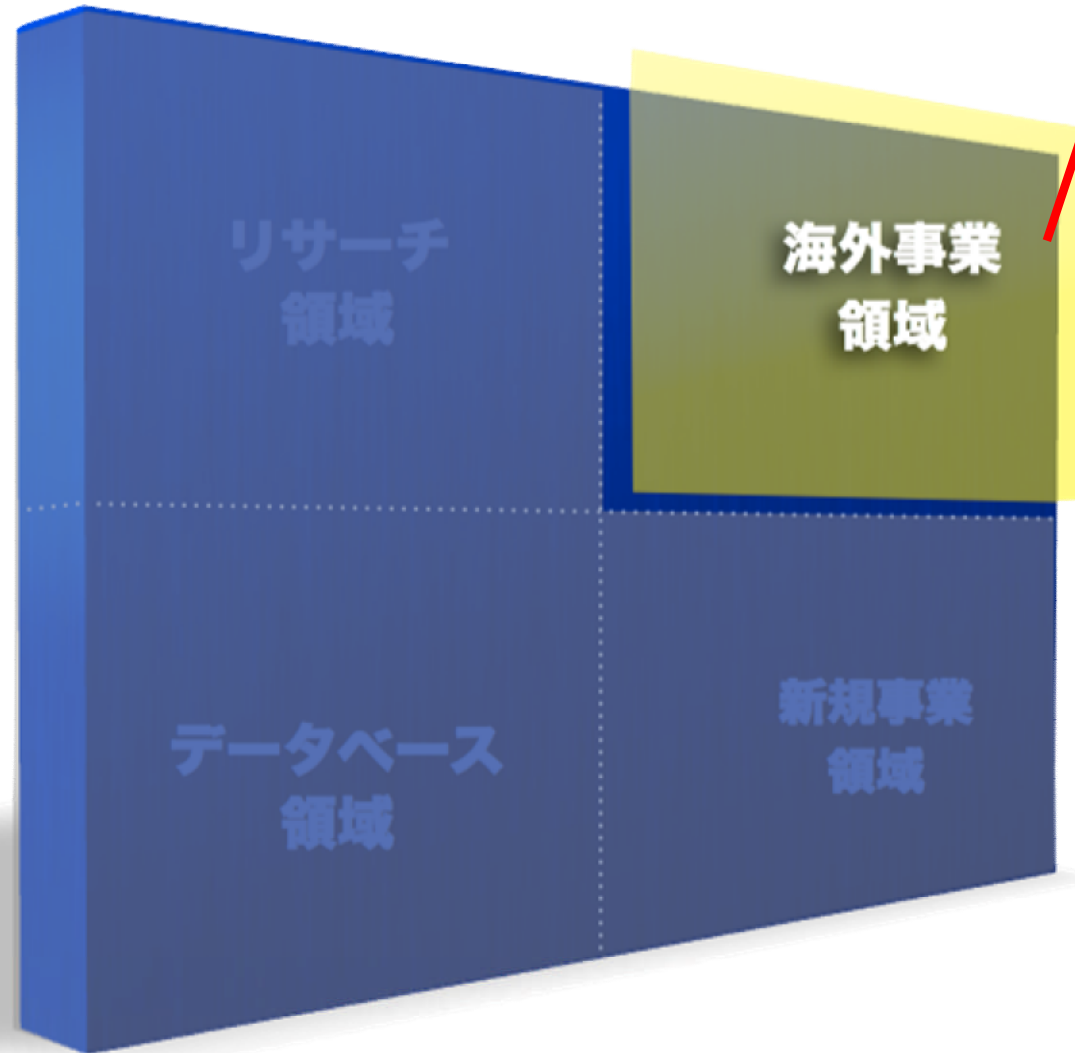 リサーチ
領域
海外事業
領域
データベース
領域
新規事業
領域